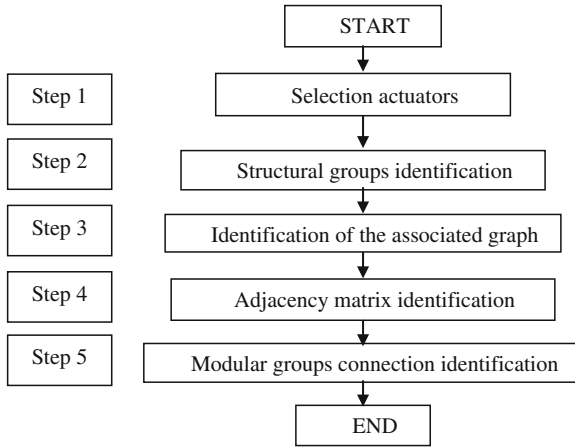 START
Step 1
Selection actuators
Step 2
Structural groups identification
Step 3
Identification of the associated graph
Step 4
Adjacency matrix identification
Step 5
Modular groups connection identification
END